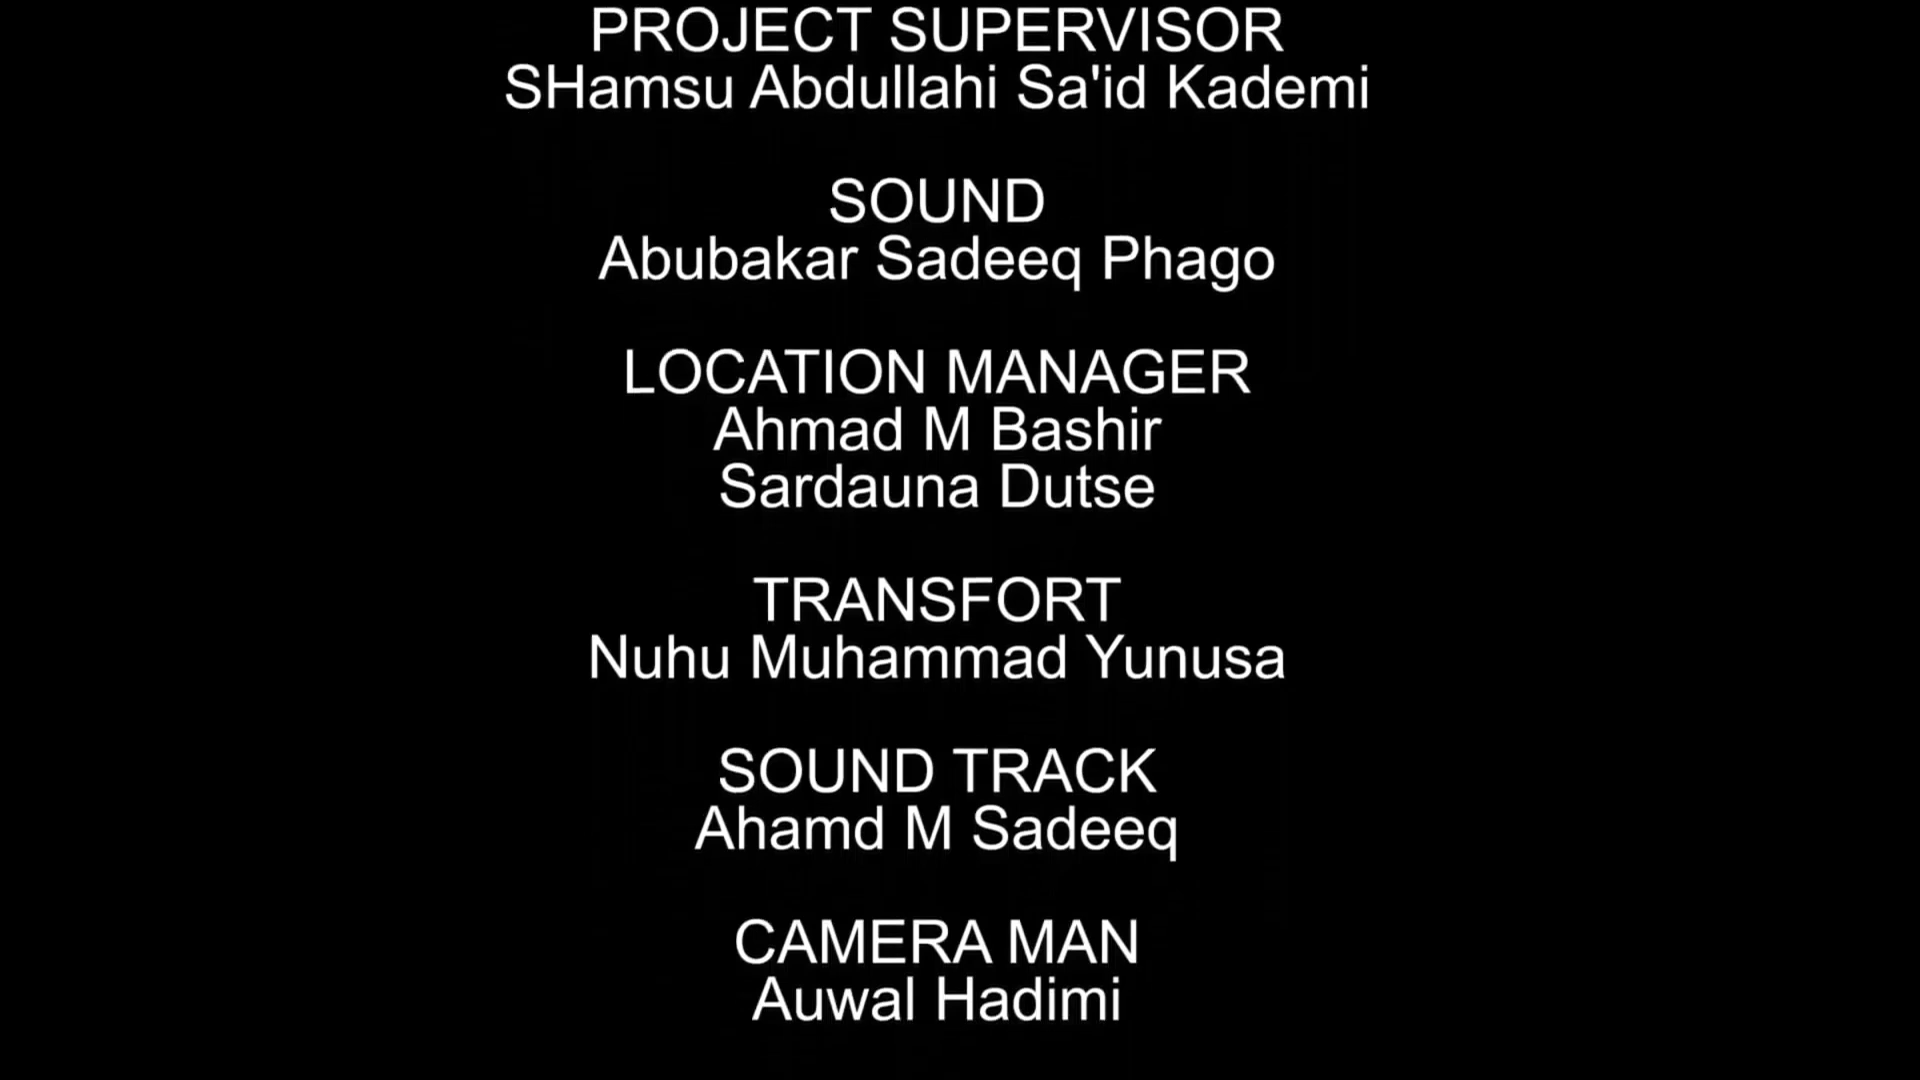 PROJECT SUPERVISOR
SHamsu Abdullahi Sa'id Kademi
SOUND
Abubakar Sadeeq Phago
LOCATION MANAGER
Ahmad M Bashir
Sardauna Dutse
TRANSFORT
Nuhu Muhammad Yunusa
SOUND TRACK
Ahamd M Sadeeq
CAMERA MAN
Auwal Hadimi